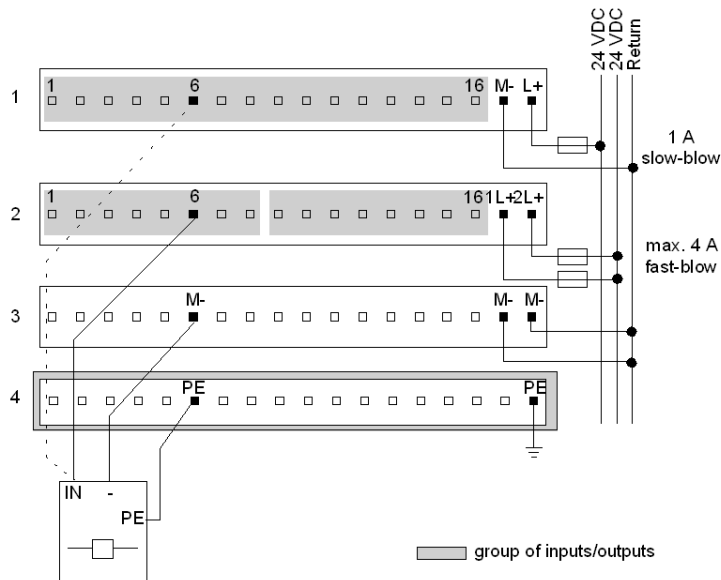 24 VDC
24 VDC
Return
1
1 6 16 M- L+
1 A
slow-blow
2
1 6 16 1L+ 2L+
max. 4 A
fast-blow
3
M- M- M-
4
PE PE
IN -
PE
group of inputs/outputs